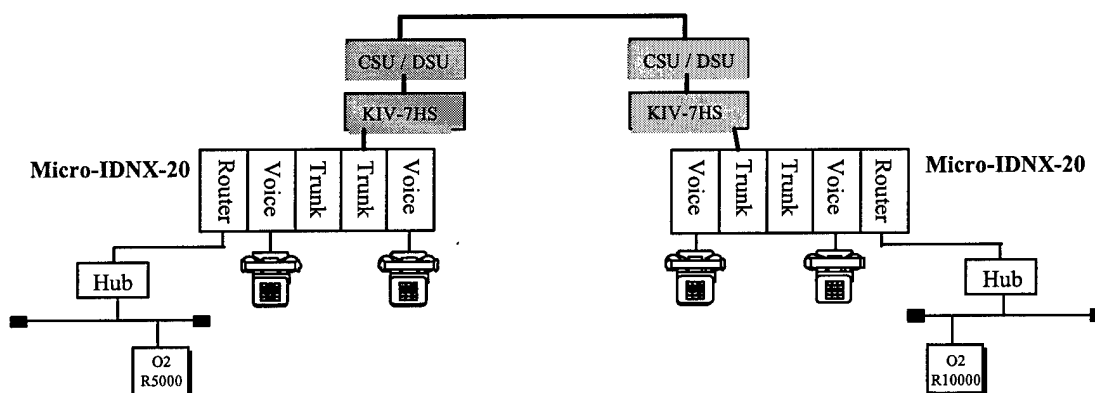 CSU / DSU
CSU / DSU
KIV-7HS
KIV-7HS
Micro-IDNX-20
Router
Voice
Trunk
Trunk
Voice
Voice
Trunk
Trunk
Voice
Router
Micro-IDNX-20
Hub
Hub
O2
R5000
O2
R10000